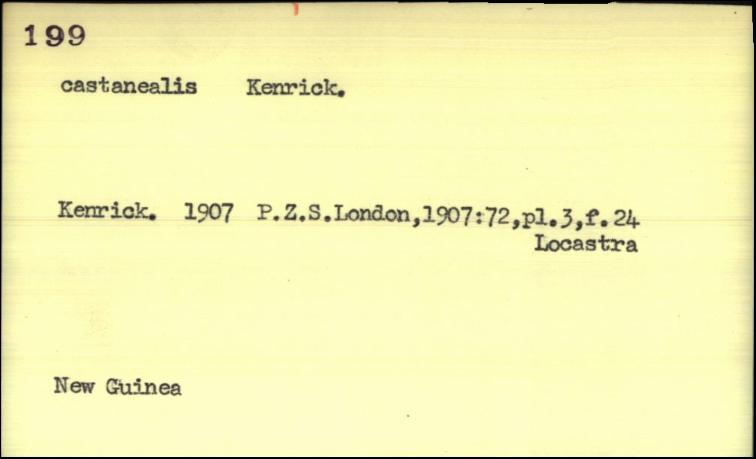 199
castanealis Kenrick.
Kenrick. 1907 P.Z.S.London,1907:72,pl.3,f.24
Locastra
New Guinea